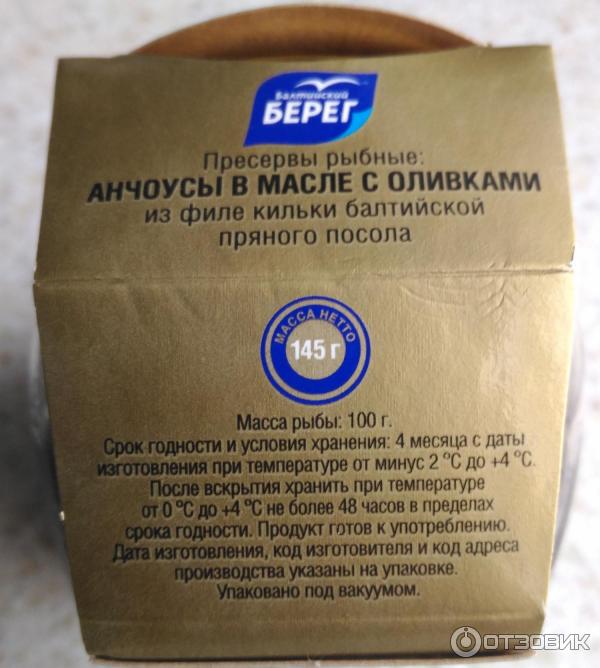 Балтийский
БЕРЕГ
Пресервы рыбные:
АНЧОУСЫ В МАСЛЕ С ОЛИВКАМИ
из филе кильки балтийской
пряного посола
МАССА НЕТТО
145 г
Масса рыбы: 100 г.
Срок годности и условия хранения: 4 месяца с даты
изготовления при температуре от минус 2 °С до +4 °С.
После вскрытия хранить при температуре
от 0 °С до +4 °С не более 48 часов в пределах
срока годности. Продукт готов к употреблению.
Дата изготовления, код изготовителя и код адреса
производства указаны на упаковке.
Упаковано под вакуумом.
ОТЗОВИК